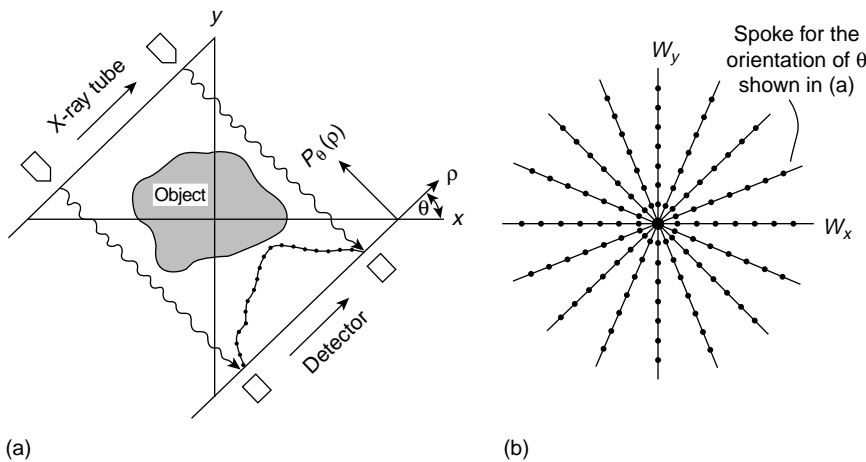 y
X-ray tube
Object
P_θ(ρ)
ρ
θ
x
Detector
(a)
W_y
Spoke for the
orientation of θ
shown in (a)
W_x
(b)